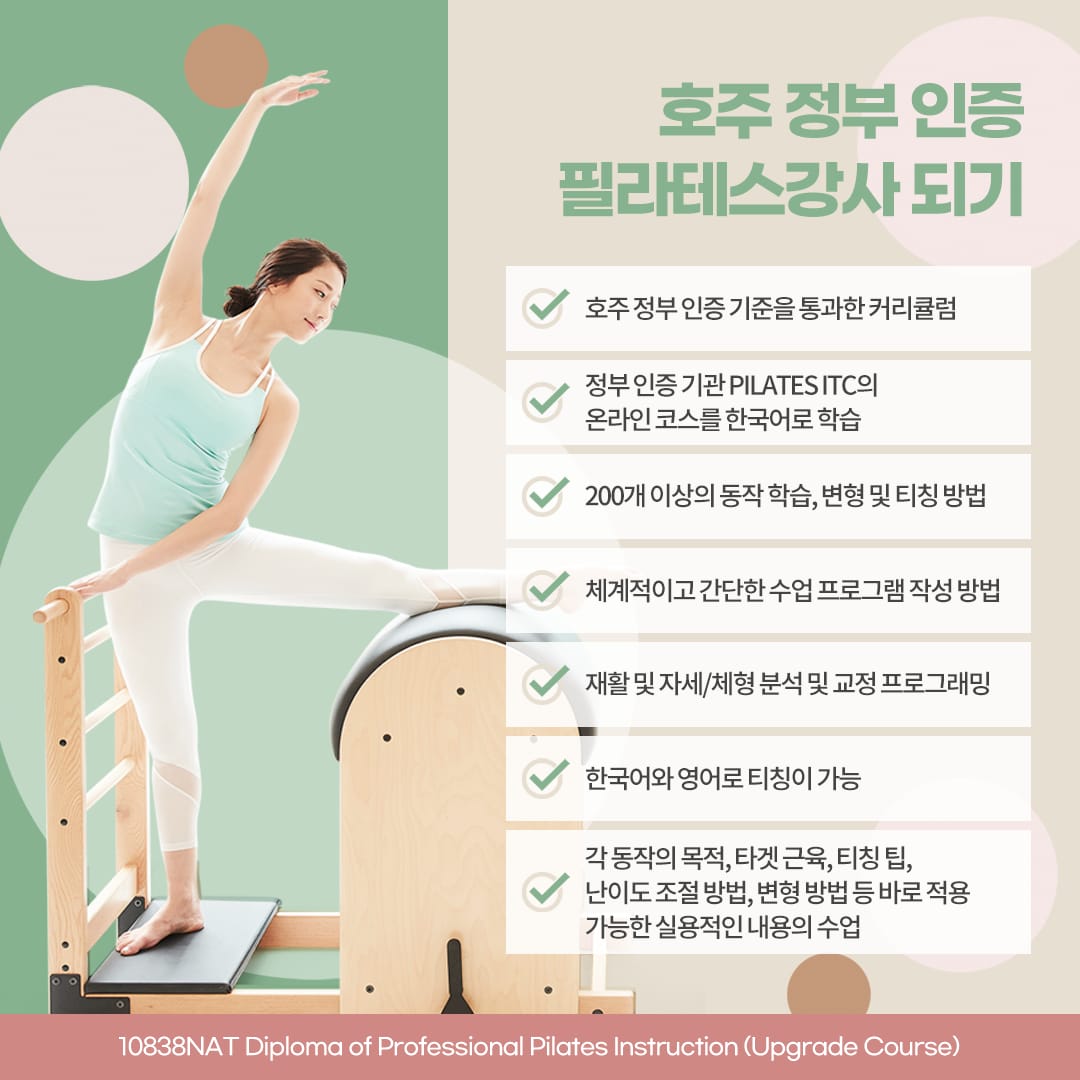 호주 정부 인증
필라테스강사 되기
호주 정부 인증 기준을 통과한 커리큘럼
정부 인증 기관 PILATES ITC의
온라인 코스를 한국어로 학습
200개 이상의 동작 학습, 변형 및 티칭 방법
체계적이고 간단한 수업 프로그램 작성 방법
재활 및 자세/체형 분석 및 교정 프로그래밍
한국어와 영어로 티칭이 가능
각 동작의 목적, 타겟 근육, 티칭 팁,
난이도 조절 방법, 변형 방법 등 바로 적용
가능한 실용적인 내용의 수업
10838NAT Diploma of Professional Pilates Instruction (Upgrade Course)